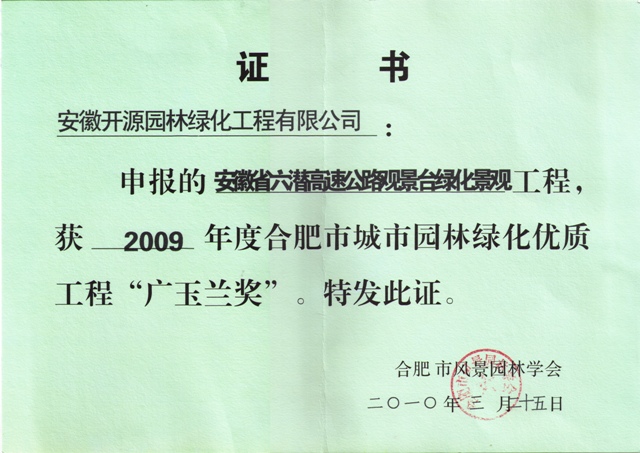 证 书
安徽开源园林绿化工程有限公司：
申报的 安徽省六潜高速公路观景台绿化景观工程，
获 2009 年度合肥市城市园林绿化优质
工程“广玉兰奖”。特发此证。
合肥市风景园林学会
二〇一〇年 三 月二十五日